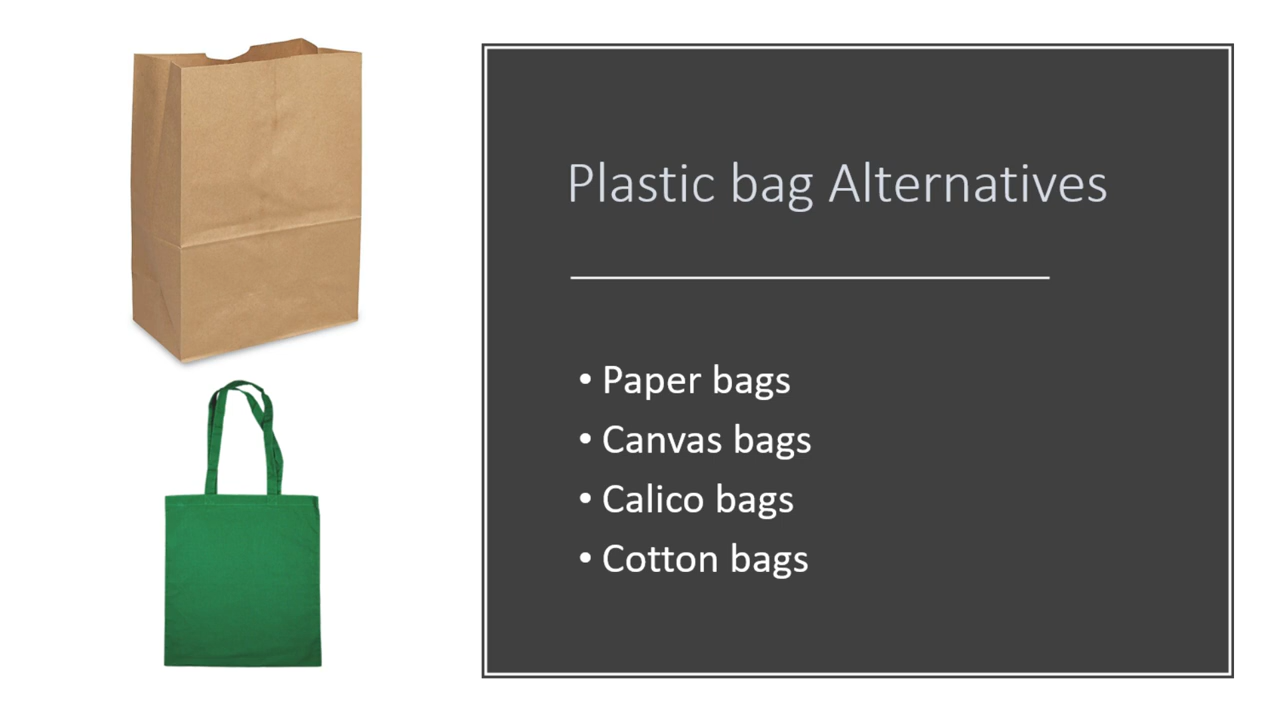 Plastic bag Alternatives
• Paper bags
• Canvas bags
• Calico bags
• Cotton bags